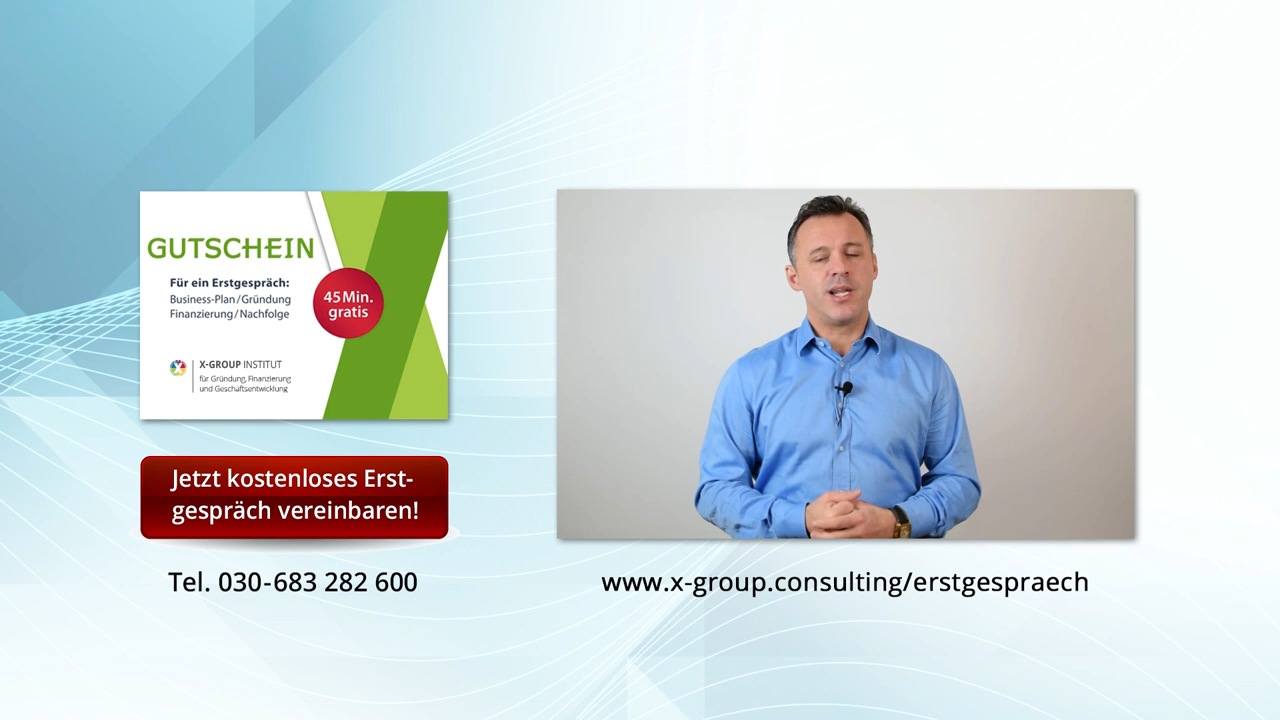 GUTSCHEIN
Für ein Erstgespräch:
Business-Plan/Gründung
Finanzierung/Nachfolge
45 Min.
gratis
X-GROUP INSTITUT
für Gründung, Finanzierung
und Geschäftsentwicklung
Jetzt kostenloses Erst-
gespräch vereinbaren!
Tel. 030-683 282 600
www.x-group.consulting/erstgespraech